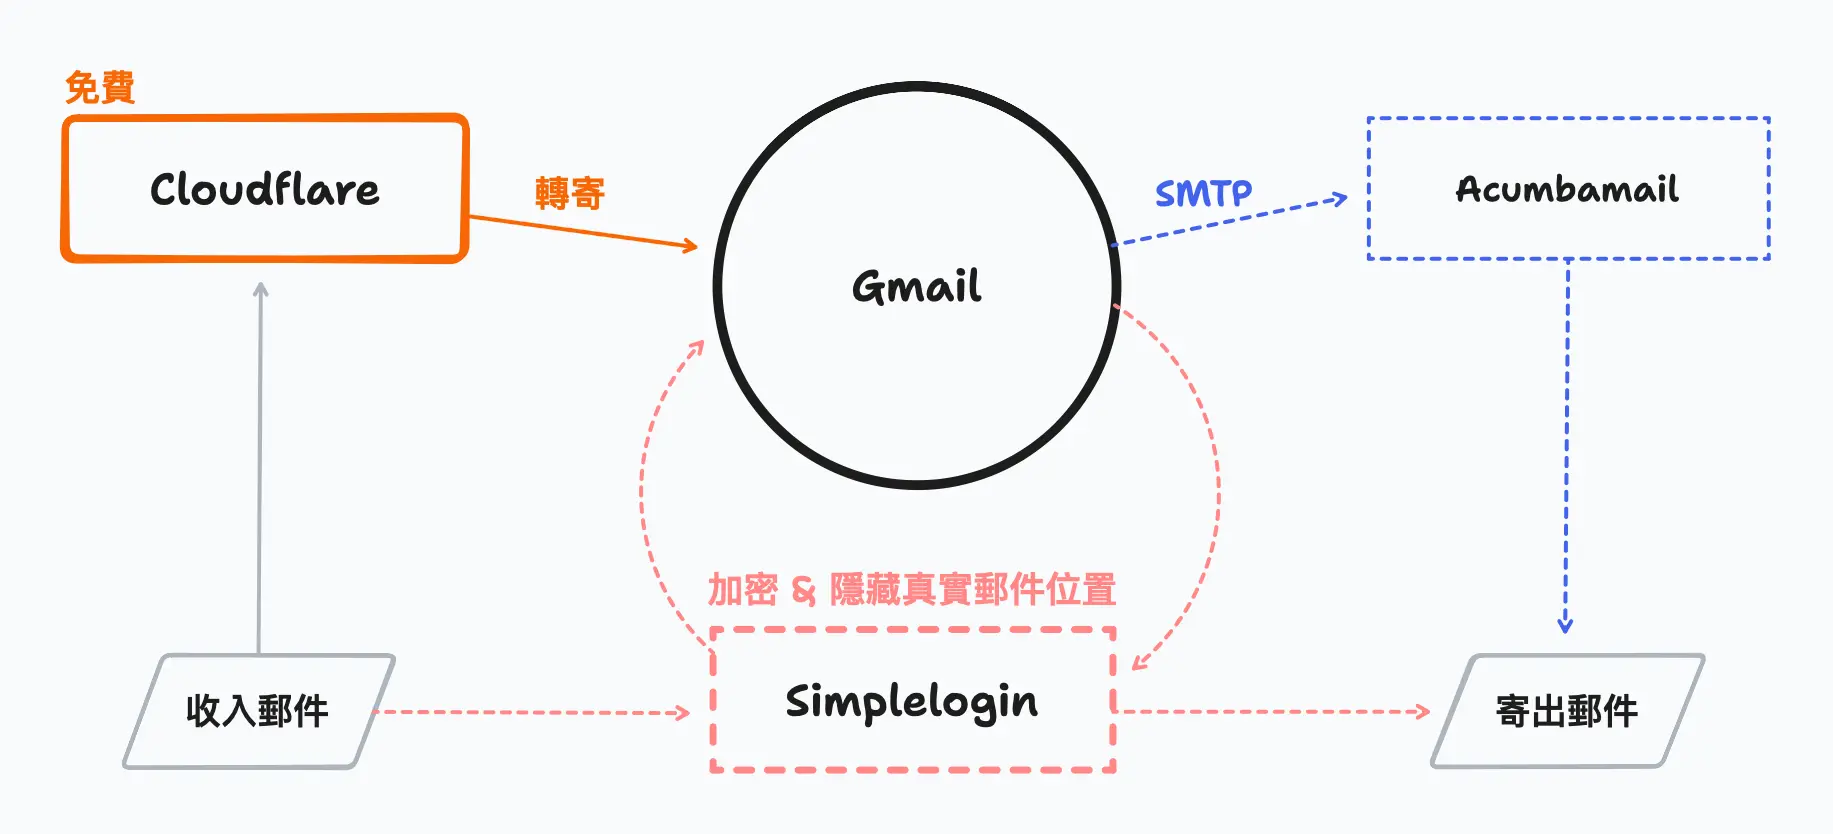 免費
Cloudflare
轉寄
Gmail
SMTP
Acumbamail
加密 & 隱藏真實郵件位置
收入郵件
Simplelogin
寄出郵件